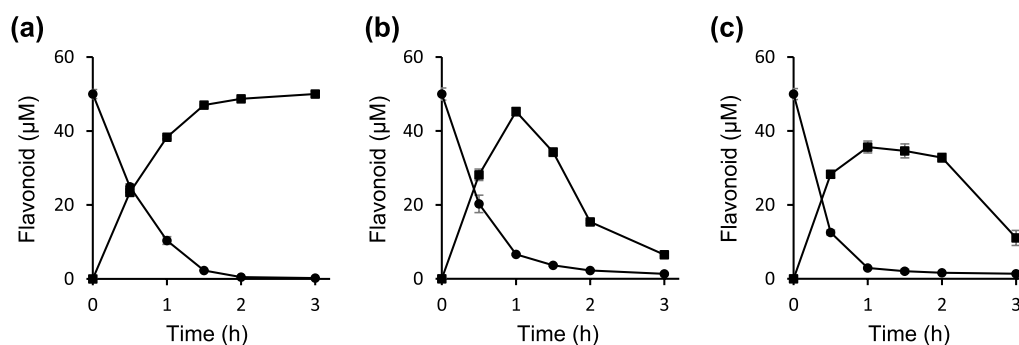 (a) (b) (c)
60 60 60
Flavonoid (μM) Flavonoid (μM) Flavonoid (μM)
40 40 40
20 20 20
0 0 0
0 1 2 3 0 1 2 3 0 1 2 3
Time (h) Time (h) Time (h)